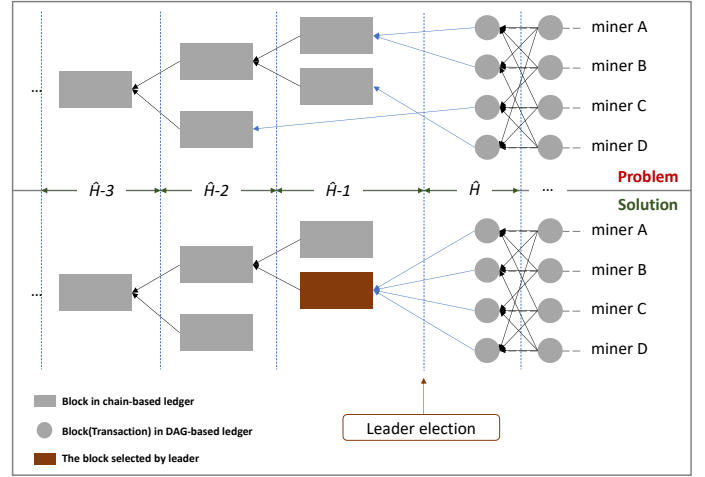 miner A
miner B
...
miner C
miner D
Problem
Ĥ-3
Ĥ-2
Ĥ-1
Ĥ
...
Solution
miner A
miner B
...
miner C
miner D
Block in chain-based ledger
Block(Transaction) in DAG-based ledger
Leader election
The block selected by leader